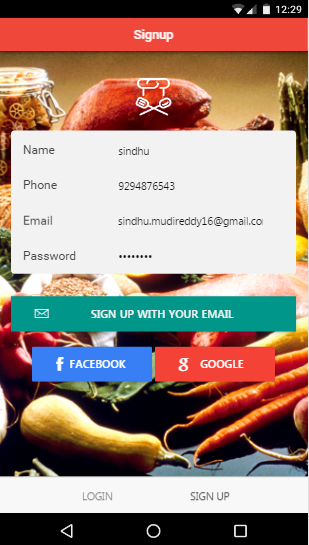 12:29
Signup
Name sindhu
Phone 9294876543
Email sindhu.mudireddy16@gmail.co
Password ••••••••
SIGN UP WITH YOUR EMAIL
f FACEBOOK g GOOGLE
LOGIN SIGN UP